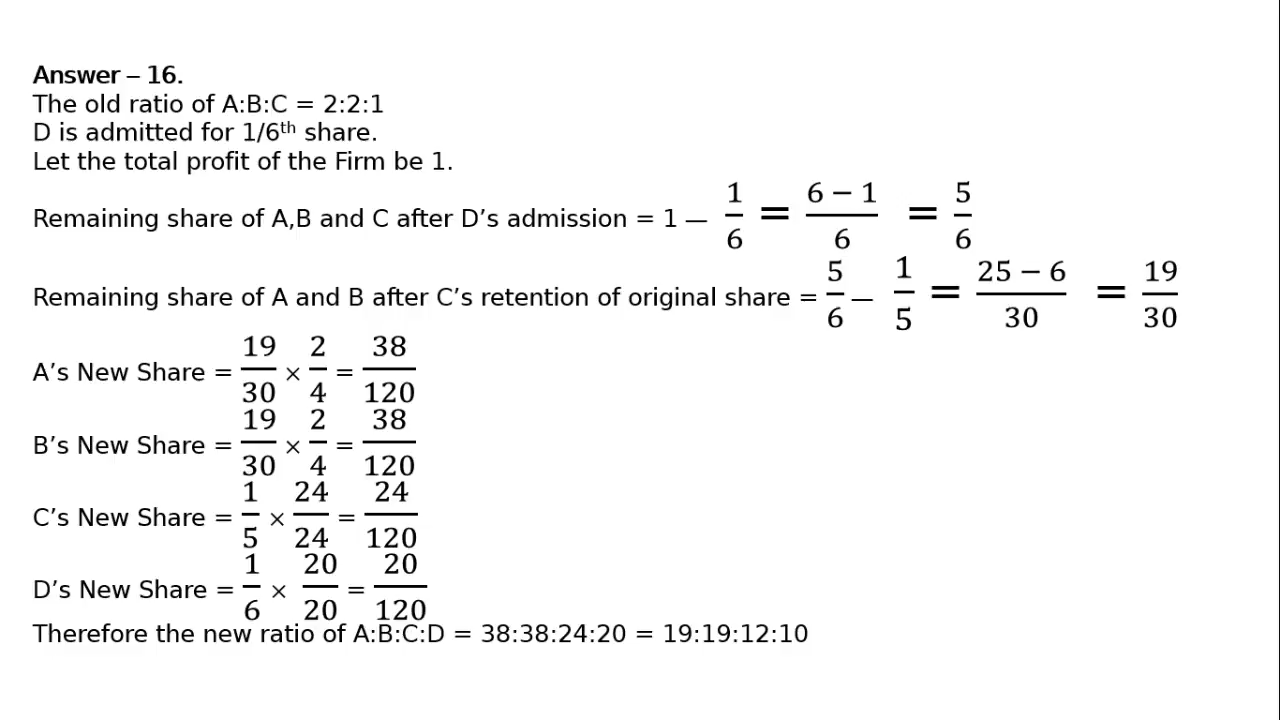 Answer – 16.
The old ratio of A:B:C = 2:2:1
D is admitted for 1/6th share.
Let the total profit of the Firm be 1.
Remaining share of A,B and C after D’s admission = 1 — 1/6 = (6 − 1)/6 = 5/6
Remaining share of A and B after C’s retention of original share = 5/6 — 1/5 = (25 − 6)/30 = 19/30
A’s New Share = 19/30 × 2/4 = 38/120
B’s New Share = 19/30 × 2/4 = 38/120
C’s New Share = 1/5 × 24/24 = 24/120
D’s New Share = 1/6 × 20/20 = 20/120
Therefore the new ratio of A:B:C:D = 38:38:24:20 = 19:19:12:10